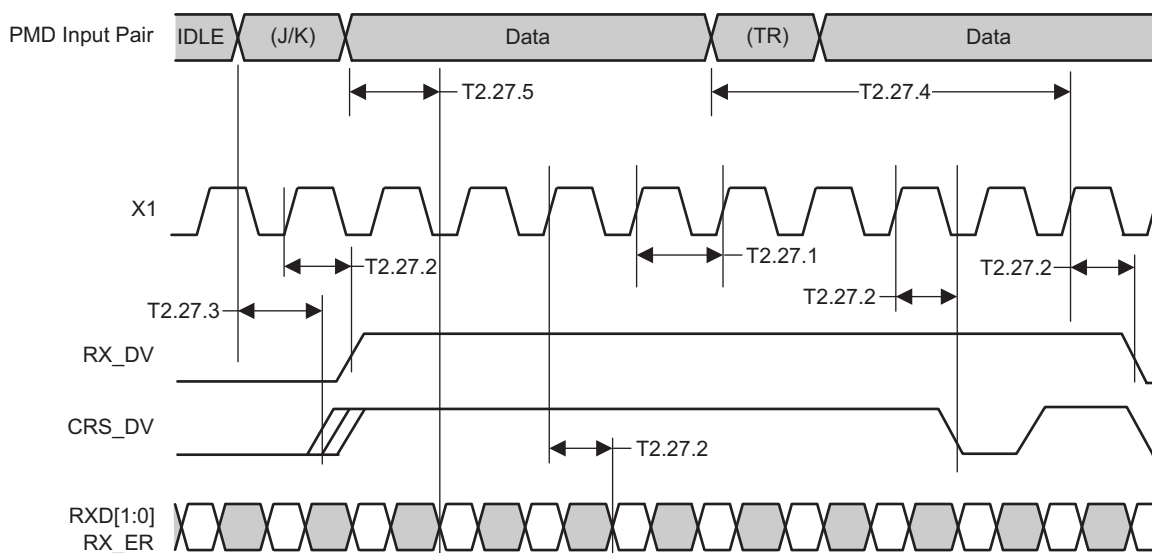 PMD Input Pair
IDLE
(J/K)
Data
(TR)
Data
T2.27.5
T2.27.4
X1
T2.27.2
T2.27.1
T2.27.2
T2.27.2
T2.27.3
RX_DV
CRS_DV
T2.27.2
RXD[1:0]
RX_ER